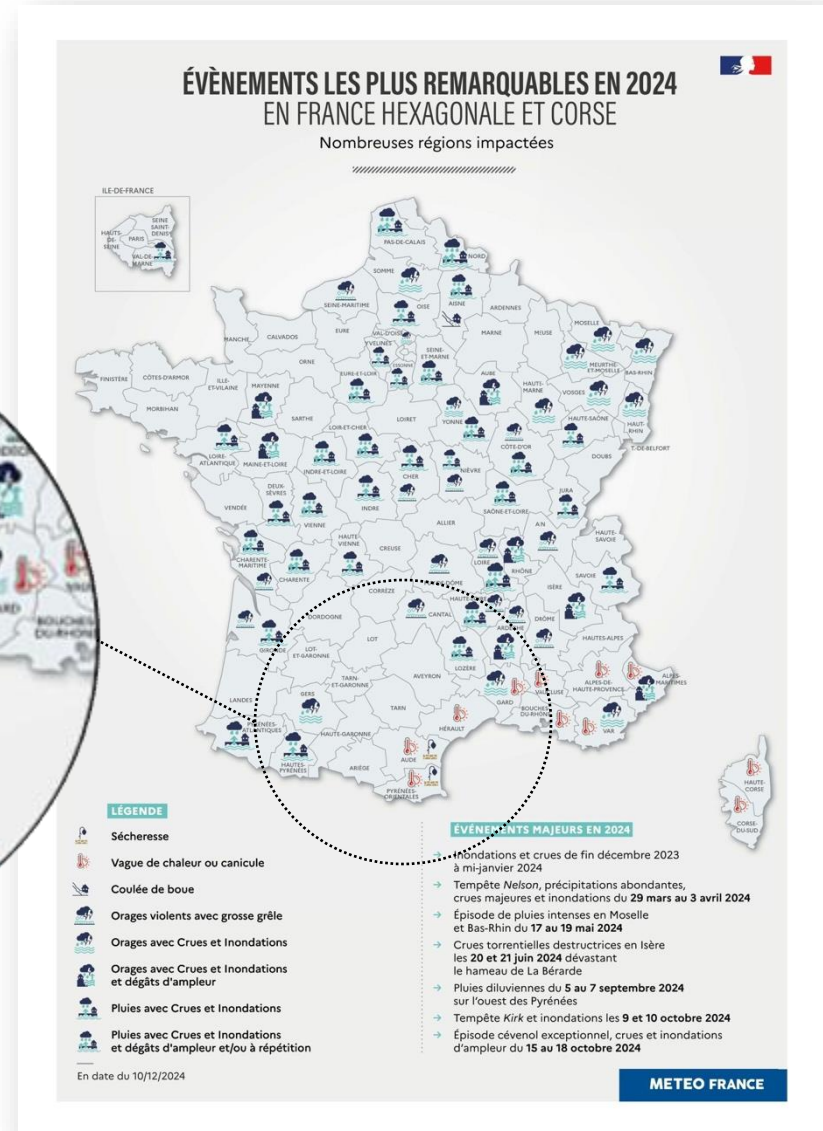 ÉVÈNEMENTS LES PLUS REMARQUABLES EN 2024
EN FRANCE HEXAGONALE ET CORSE
Nombreuses régions impactées
ILE-DE-FRANCE
SEINE
SAINT-
DENIS
HAUTS-
DE-
SEINE
PARIS
VAL-DE-
MARNE
PAS-DE-CALAIS
NORD
SOMME
SEINE-MARITIME
OISE
AISNE
ARDENNES
MANCHE
CALVADOS
EURE
VAL-D'OISE
YVELINES
SEINE-
ET-MARNE
MARNE
MEUSE
MOSELLE
MEURTHE-
ET-MOSELLE
BAS-RHIN
ORNE
FINISTÈRE
CÔTES-D'ARMOR
ILLE-
ET-VILAINE
MAYENNE
EURE-ET-LOIR
AUBE
HAUTE-
MARNE
VOSGES
HAUT-
RHIN
MORBIHAN
SARTHE
LOIRET
YONNE
HAUTE-SAÔNE
T.-DE-BELFORT
LOIR-ET-CHER
CÔTE-D'OR
DOUBS
LOIRE-
ATLANTIQUE
MAINE-ET-LOIRE
INDRE-ET-LOIRE
CHER
NIÈVRE
JURA
VENDÉE
DEUX-
SÈVRES
VIENNE
INDRE
SAÔNE-ET-LOIRE
ALLIER
AIN
HAUTE-
SAVOIE
CHARENTE-
MARITIME
CHARENTE
HAUTE-
VIENNE
CREUSE
LOIRE
RHÔNE
SAVOIE
CORRÈZE
ISÈRE
DORDOGNE
CANTAL
DRÔME
HAUTES-ALPES
GIRONDE
LOT-
ET-GARONNE
LOT
AVEYRON
LOZÈRE
LANDES
GERS
TARN-
ET-GARONNE
TARN
GARD
VAUCLUSE
ALPES-DE-
HAUTE-PROVENCE
ALPES-
MARITIMES
PYRÉNÉES-
ATLANTIQUES
HAUTES-
PYRÉNÉES
HAUTE-GARONNE
ARIÈGE
HÉRAULT
BOUCHES-
DU-RHÔNE
VAR
AUDE
PYRÉNÉES-
ORIENTALES
HAUTE-
CORSE
CORSE-
DU-SUD
BOUCHES
DU-RHÔNE
LÉGENDE
Sécheresse
Vague de chaleur ou canicule
Coulée de boue
Orages violents avec grosse grêle
Orages avec Crues et Inondations
Orages avec Crues et Inondations
et dégâts d'ampleur
Pluies avec Crues et Inondations
Pluies avec Crues et Inondations
et dégâts d'ampleur et/ou à répétition
En date du 10/12/2024
ÉVÉNEMENTS MAJEURS EN 2024
Inondations et crues de fin décembre 2023
à mi-janvier 2024
Tempête Nelson, précipitations abondantes,
crues majeures et inondations du 29 mars au 3 avril 2024
Épisode de pluies intenses en Moselle
et Bas-Rhin du 17 au 19 mai 2024
Crues torrentielles destructrices en Isère
les 20 et 21 juin 2024 dévastant
le hameau de La Bérarde
Pluies diluviennes du 5 au 7 septembre 2024
sur l'ouest des Pyrénées
Tempête Kirk et inondations les 9 et 10 octobre 2024
Épisode cévenol exceptionnel, crues et inondations
d'ampleur du 15 au 18 octobre 2024
METEO FRANCE